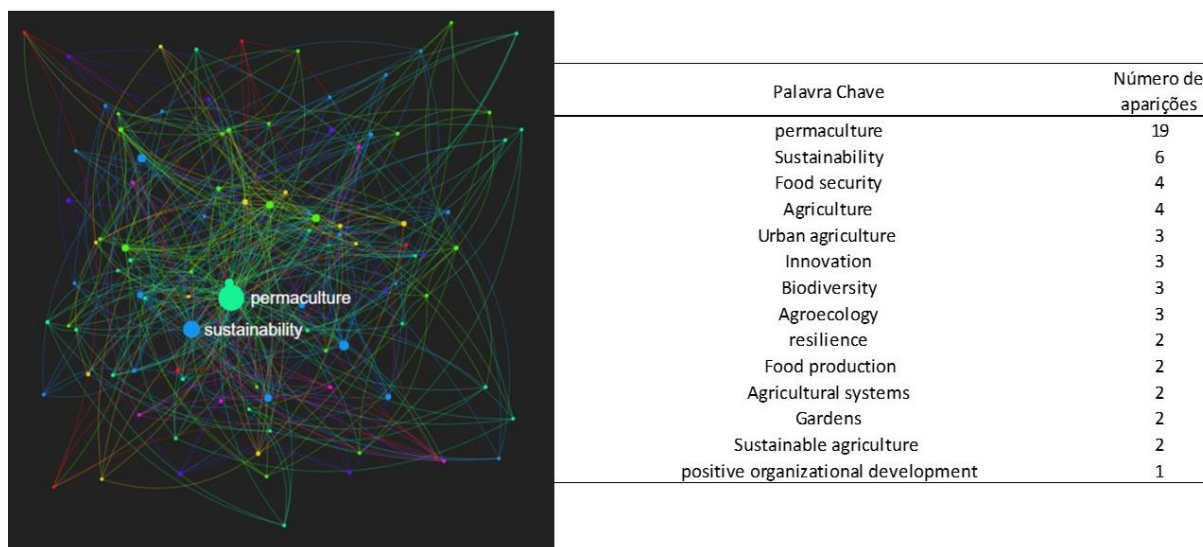 permaculture
sustainability
Palavra Chave Número de aparições
permaculture 19
Sustainability 6
Food security 4
Agriculture 4
Urban agriculture 3
Innovation 3
Biodiversity 3
Agroecology 3
resilience 2
Food production 2
Agricultural systems 2
Gardens 2
Sustainable agriculture 2
positive organizational development 1